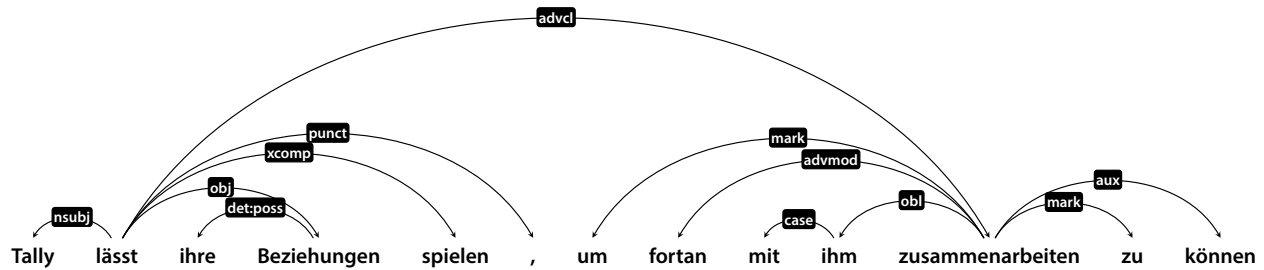 advcl
punct
mark
xcomp
advmod
obj
aux
nsubj
det:poss
case
obl
mark
Tally lässt ihre Beziehungen spielen , um fortan mit ihm zusammenarbeiten zu können